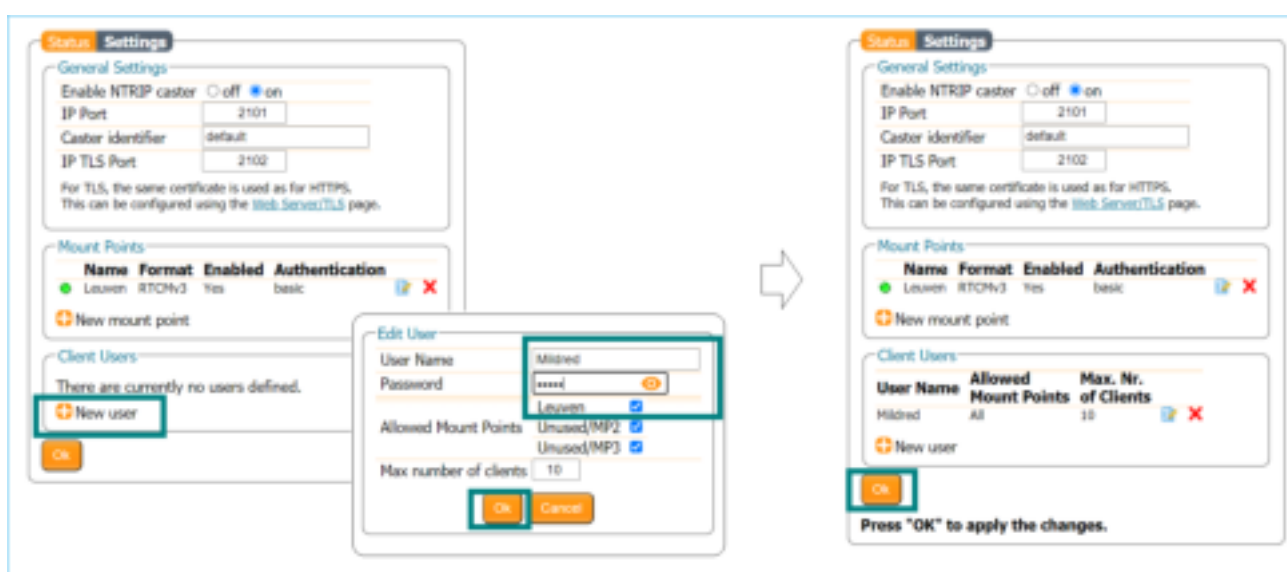 Status Settings
General Settings
Enable NTRIP caster off on
IP Port 2101
Caster identifier default
IP TLS Port 2102
For TLS, the same certificate is used as for HTTPS.
This can be configured using the Web Server/TLS page.
Mount Points
Name Format Enabled Authentication
Leuven RTCMv3 Yes basic
New mount point
Client Users
There are currently no users defined.
New user
Ok
Edit User
User Name Mildred
Password •••••
Leuven
Allowed Mount Points Unused/MP2
Unused/MP3
Max number of clients 10
Ok Cancel
Status Settings
General Settings
Enable NTRIP caster off on
IP Port 2101
Caster identifier default
IP TLS Port 2102
For TLS, the same certificate is used as for HTTPS.
This can be configured using the Web Server/TLS page.
Mount Points
Name Format Enabled Authentication
Leuven RTCMv3 Yes basic
New mount point
Client Users
User Name Allowed Mount Points Max. Nr. of Clients
Mildred All 10
New user
Ok
Press "OK" to apply the changes.